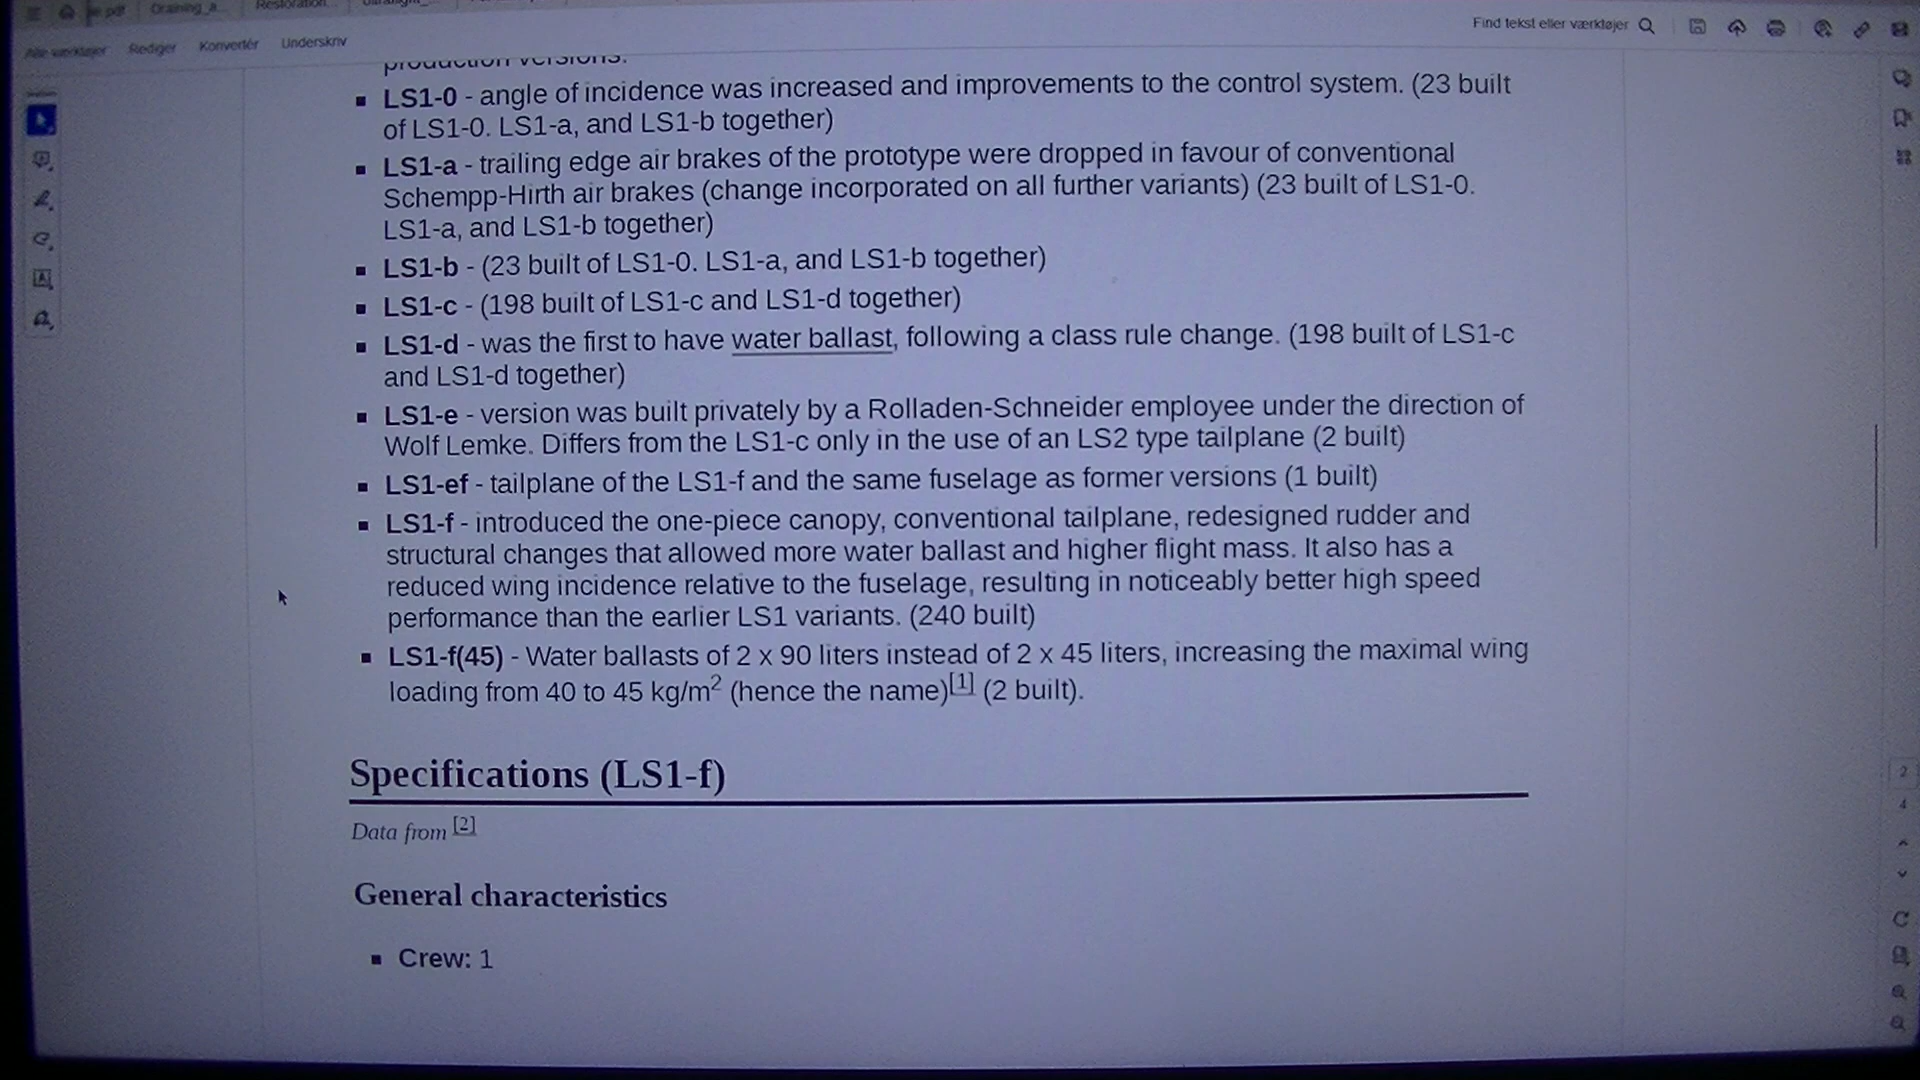 Restoration...
Find tekst eller værktøjer
Alle værktøjer Rediger Konvertér Underskriv
production versions.
▪ LS1-0 - angle of incidence was increased and improvements to the control system. (23 built
of LS1-0. LS1-a, and LS1-b together)
▪ LS1-a - trailing edge air brakes of the prototype were dropped in favour of conventional
Schempp-Hirth air brakes (change incorporated on all further variants) (23 built of LS1-0.
LS1-a, and LS1-b together)
▪ LS1-b - (23 built of LS1-0. LS1-a, and LS1-b together)
▪ LS1-c - (198 built of LS1-c and LS1-d together)
▪ LS1-d - was the first to have water ballast, following a class rule change. (198 built of LS1-c
and LS1-d together)
▪ LS1-e - version was built privately by a Rolladen-Schneider employee under the direction of
Wolf Lemke. Differs from the LS1-c only in the use of an LS2 type tailplane (2 built)
▪ LS1-ef - tailplane of the LS1-f and the same fuselage as former versions (1 built)
▪ LS1-f - introduced the one-piece canopy, conventional tailplane, redesigned rudder and
structural changes that allowed more water ballast and higher flight mass. It also has a
reduced wing incidence relative to the fuselage, resulting in noticeably better high speed
performance than the earlier LS1 variants. (240 built)
▪ LS1-f(45) - Water ballasts of 2 x 90 liters instead of 2 x 45 liters, increasing the maximal wing
loading from 40 to 45 kg/m² (hence the name)[1] (2 built).
Specifications (LS1-f)
Data from [2]
General characteristics
▪ Crew: 1
2
4